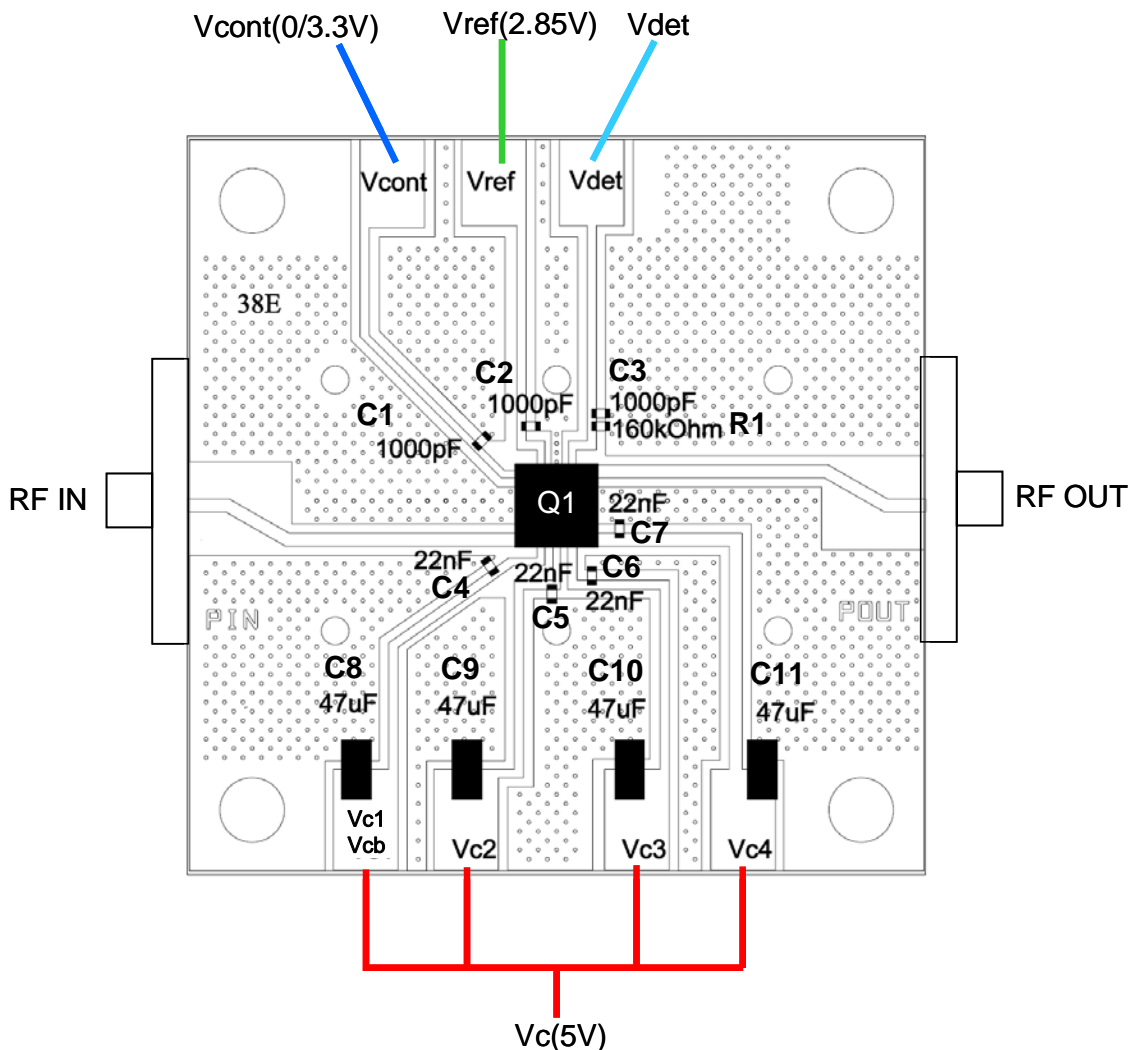 Vcont(0/3.3V) Vref(2.85V) Vdet
Vcont Vref Vdet
38E
C2 C3
1000pF 1000pF
C1 160kOhm R1
1000pF
RF IN Q1 RF OUT
22nF
C7
22nF C6
C4 22nF
C5 22nF
PIN POUT
C8 C9 C10 C11
47uF 47uF 47uF 47uF
Vc1
Vcb Vc2 Vc3 Vc4
Vc(5V)